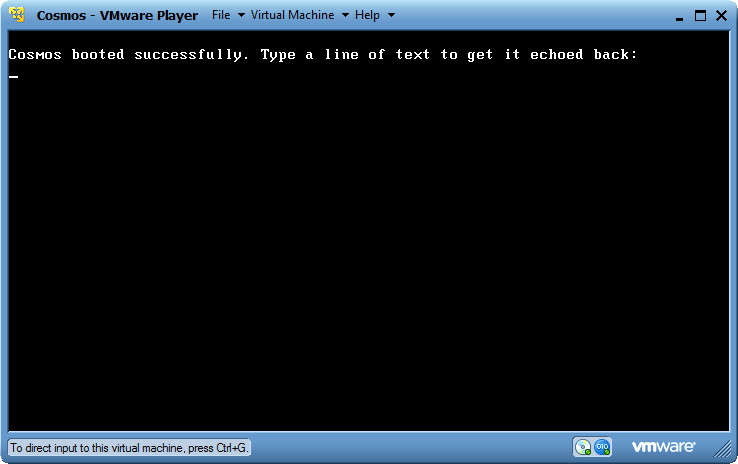 Cosmos - VMware Player File Virtual Machine Help
Cosmos booted successfully. Type a line of text to get it echoed back:
To direct input to this virtual machine, press Ctrl+G.
010
vmware